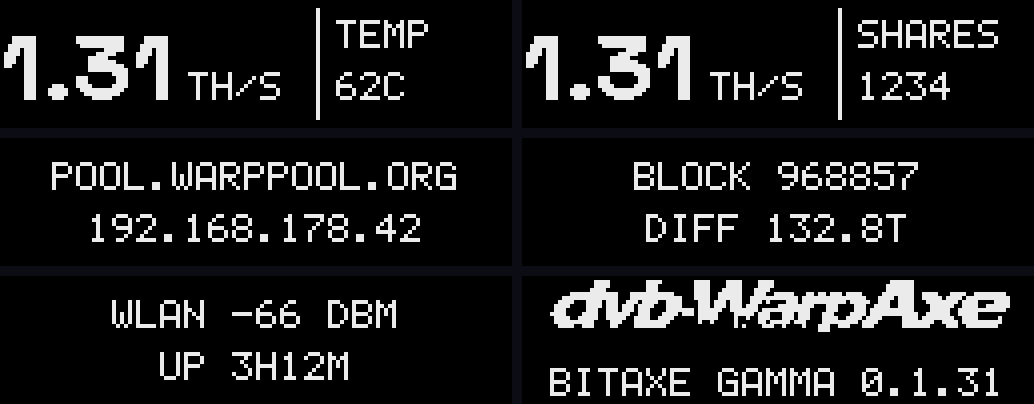 1.31 TH/S
TEMP
62C
1.31 TH/S
SHARES
1234
POOL.WARPPOOL.ORG
192.168.178.42
BLOCK 968857
DIFF 132.8T
WLAN -66 DBM
UP 3H12M
dvb-WarpAxe
BITAXE GAMMA 0.1.31